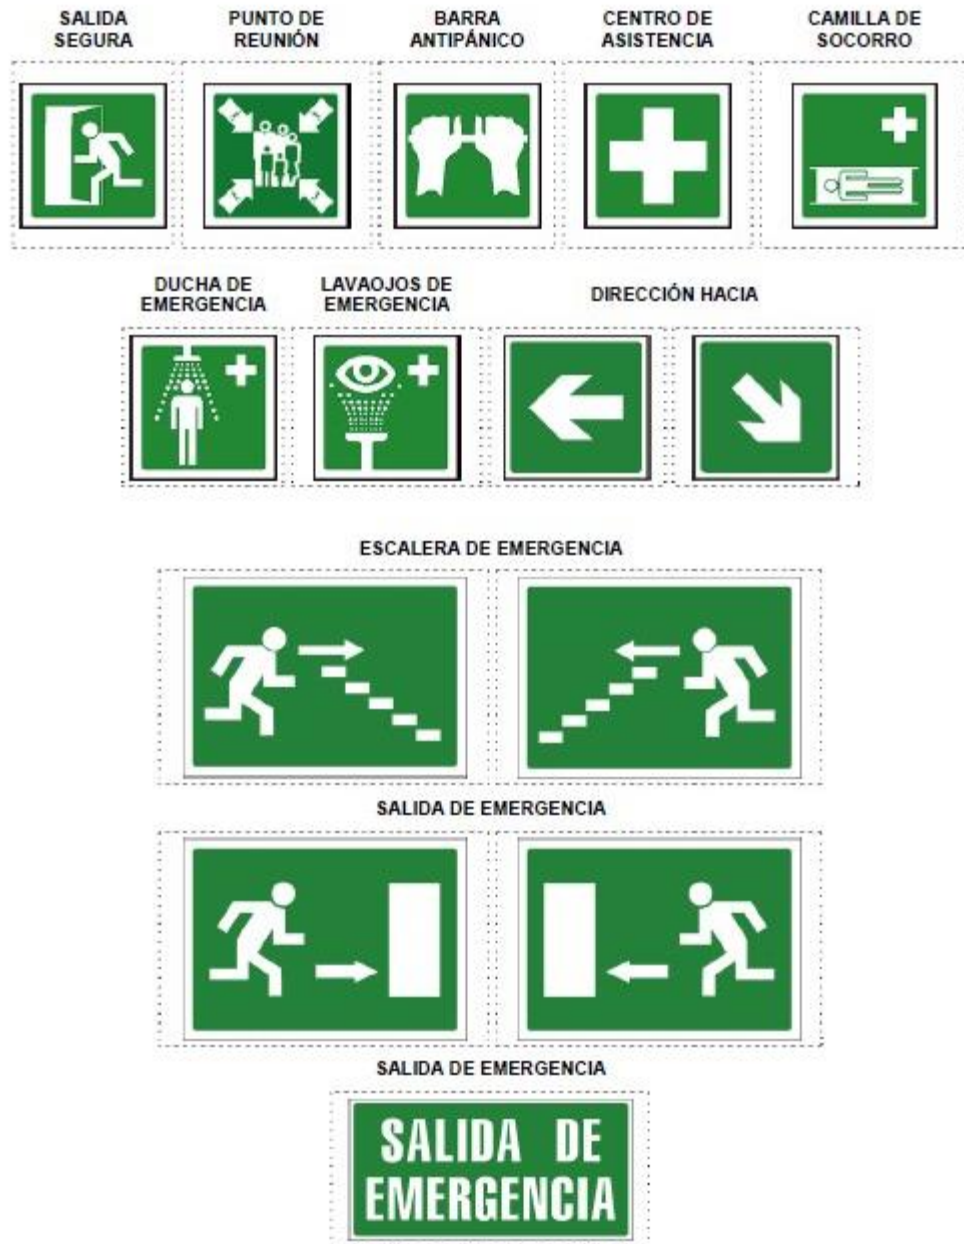 SALIDA
SEGURA
PUNTO DE
REUNIÓN
BARRA
ANTIPÁNICO
CENTRO DE
ASISTENCIA
CAMILLA DE
SOCORRO
DUCHA DE
EMERGENCIA
LAVAOJOS DE
EMERGENCIA
DIRECCIÓN HACIA
ESCALERA DE EMERGENCIA
SALIDA DE EMERGENCIA
SALIDA DE EMERGENCIA
SALIDA DE
EMERGENCIA